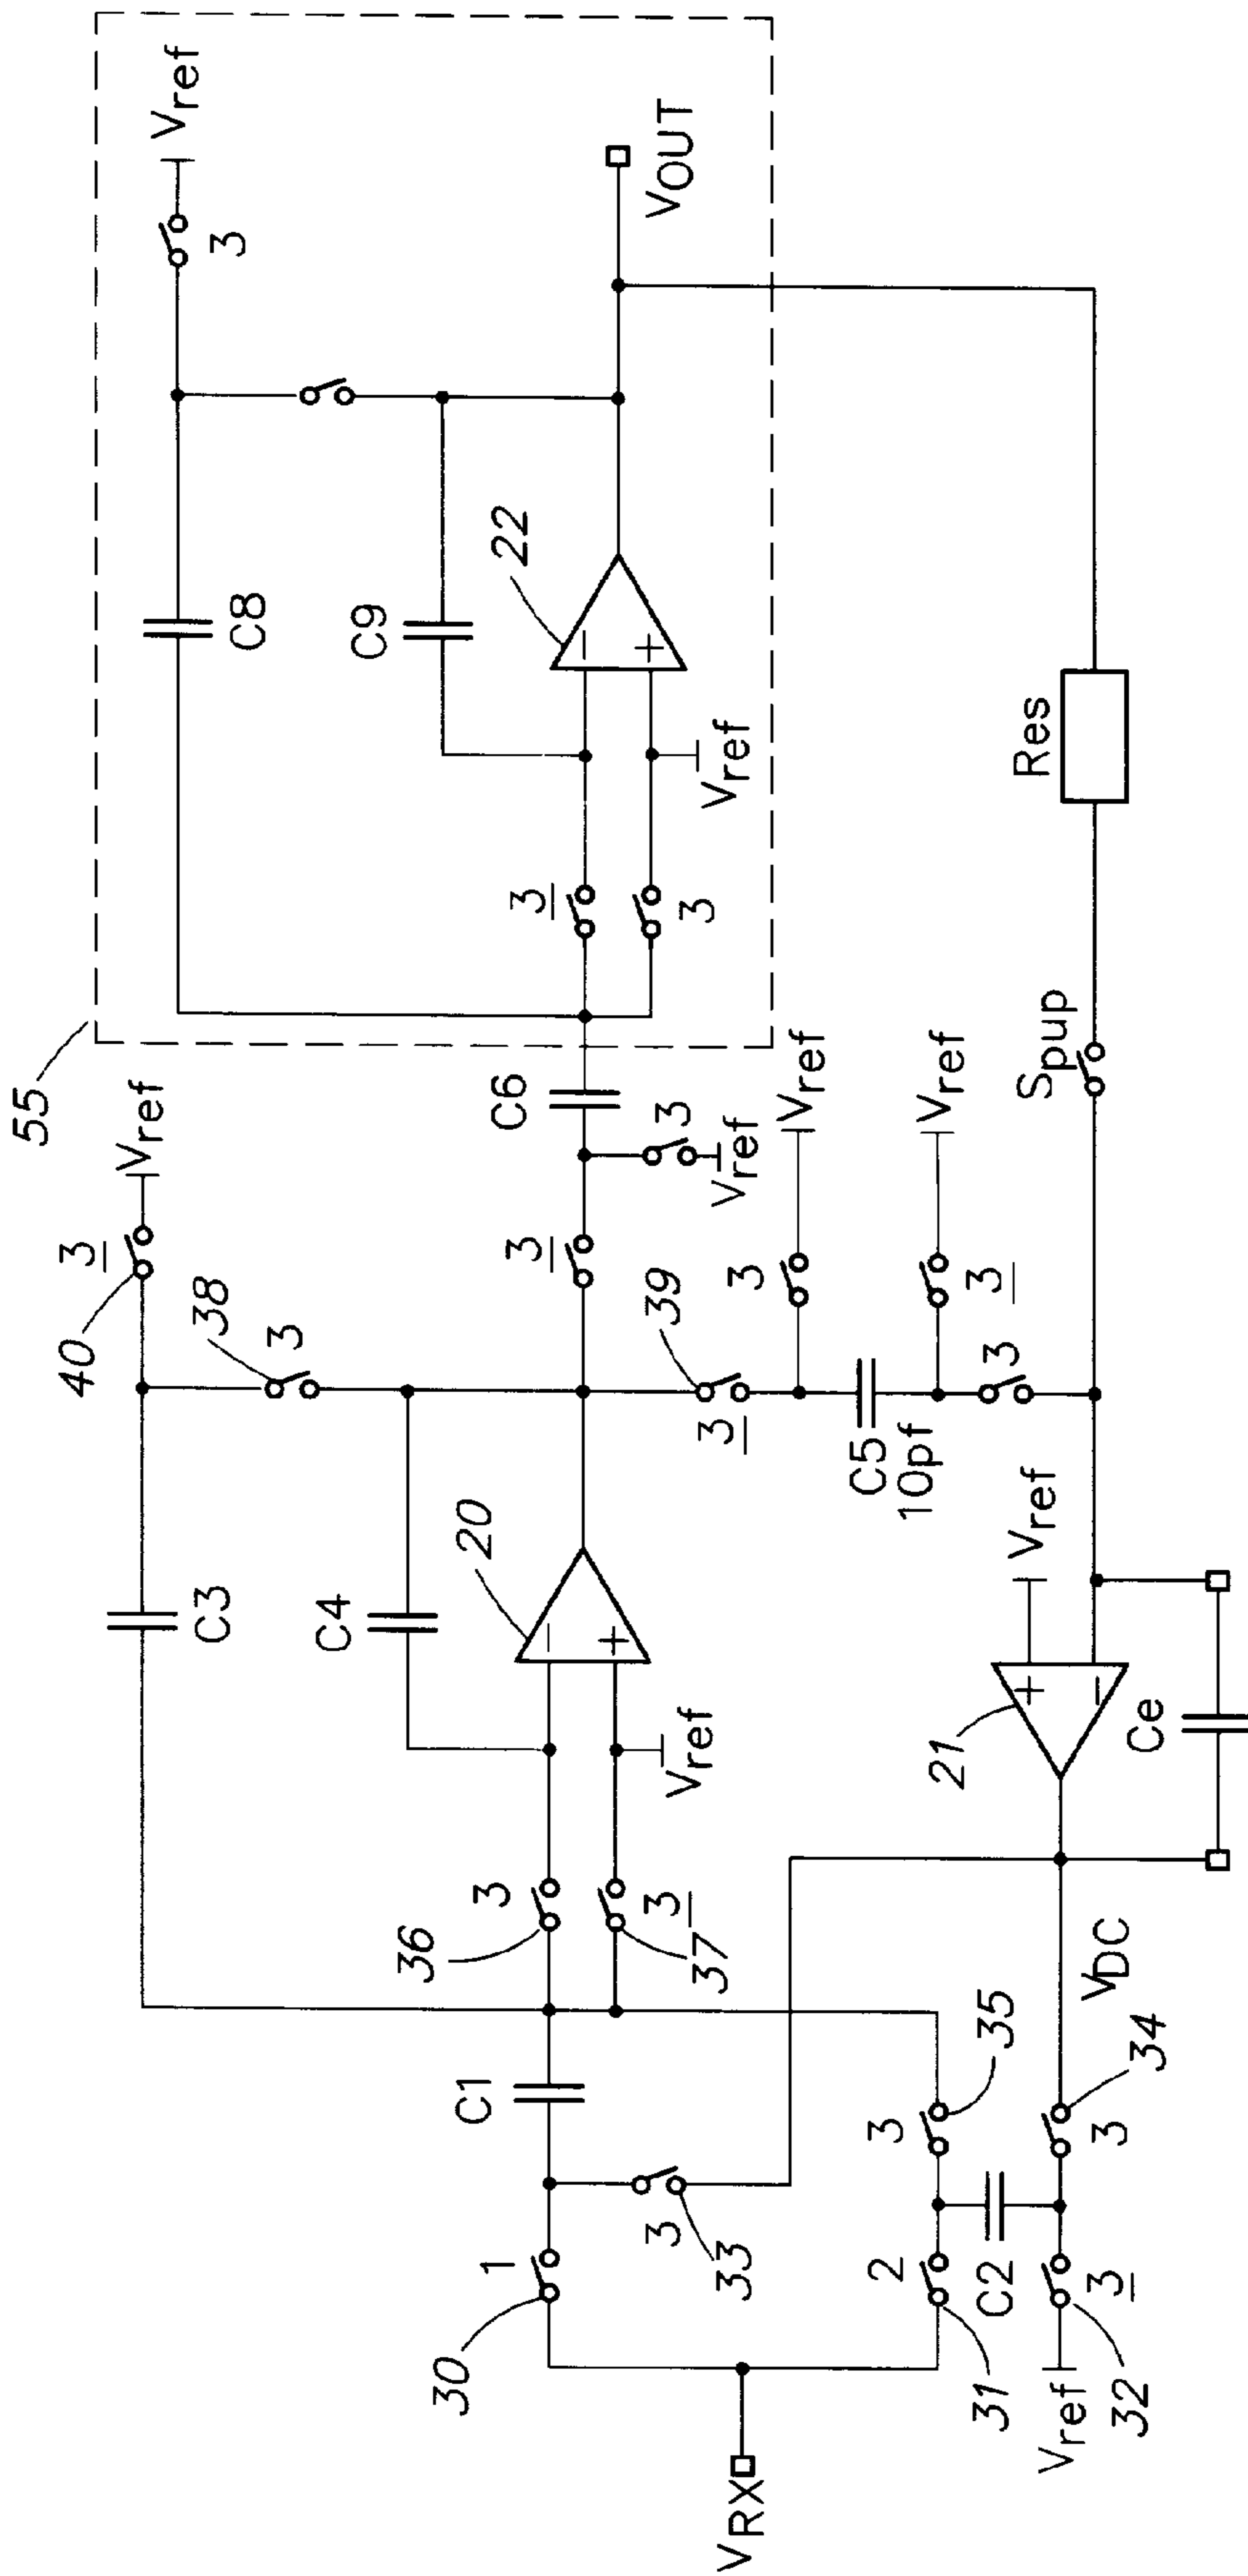 55
Vref
3
C8
C9
22
VOUT
3̲
3
Vref
C6
3
Vref
3̲
Vref
3̲
40
38
3
C3
C4
20
Vref
36
3
37
3̲
C1
1
30
3
33
39
3̲
3
Vref
C5
10pf
Vref
3̲
3
Spup
Res
Vref
21
Ce
VDC
35
3
2
31
C2
34
3
3̲
32
Vref
VRX